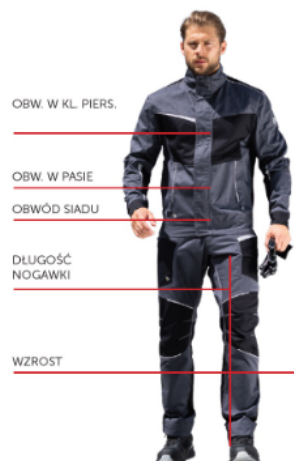 OBW. W KL. PIERS.
OBW. W PASIE
OBWÓD SIADU
DŁUGOŚĆ
NOGAWKI
WZROST